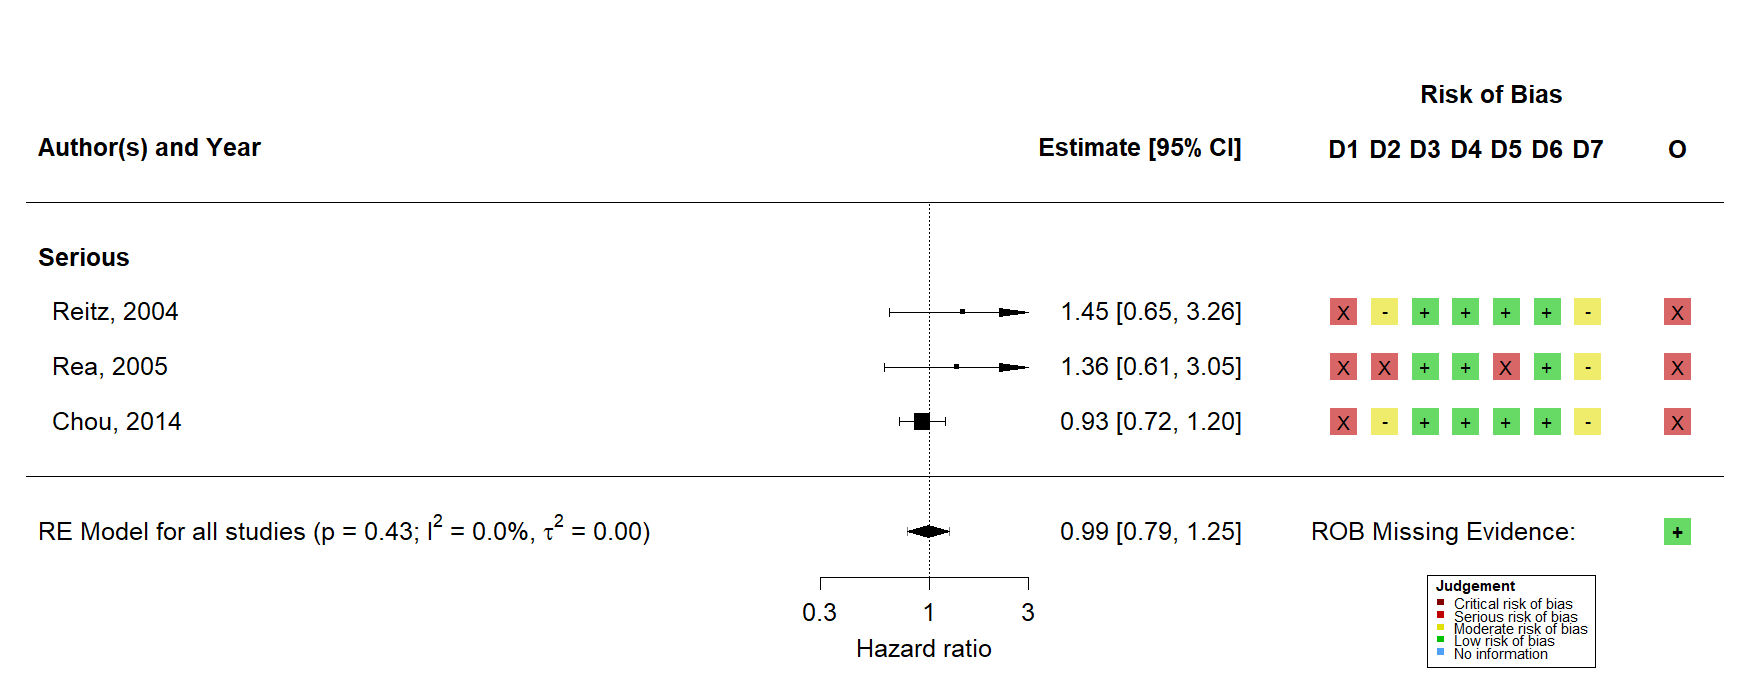 Risk of Bias
Author(s) and Year Estimate [95% CI] D1 D2 D3 D4 D5 D6 D7 O
Serious
Reitz, 2004 1.45 [0.65, 3.26] X - + + + + - X
Rea, 2005 1.36 [0.61, 3.05] X X + + X + - X
Chou, 2014 0.93 [0.72, 1.20] X - + + + + - X
RE Model for all studies (p = 0.43; I² = 0.0%, τ² = 0.00) 0.99 [0.79, 1.25] ROB Missing Evidence: +
0.3 1 3
Hazard ratio
Judgement
Critical risk of bias
Serious risk of bias
Moderate risk of bias
Low risk of bias
No information